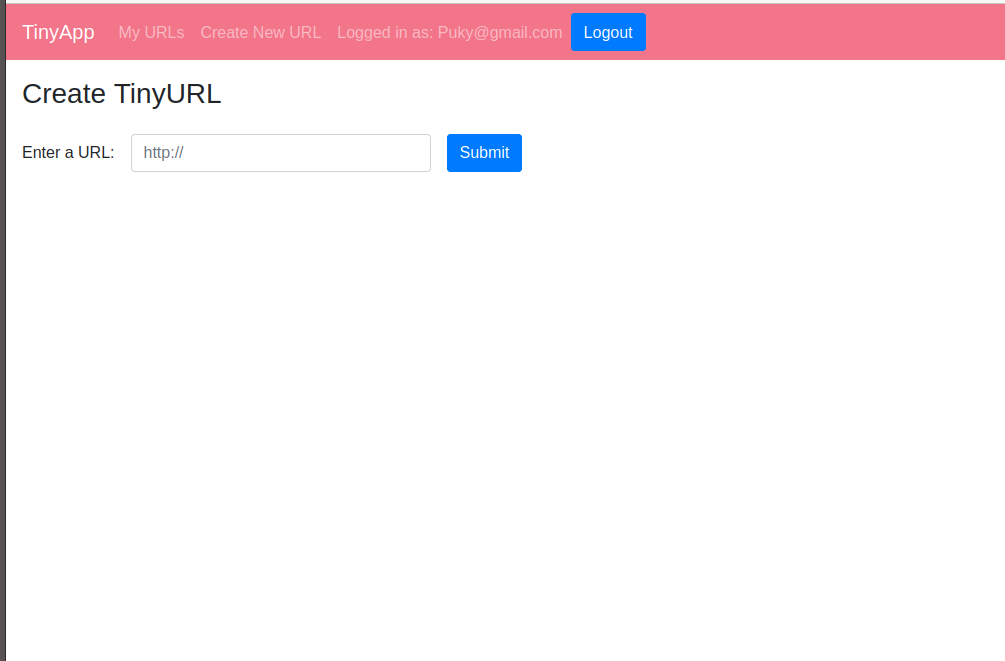 TinyApp My URLs Create New URL Logged in as: Puky@gmail.com Logout
Create TinyURL
Enter a URL: http:// Submit